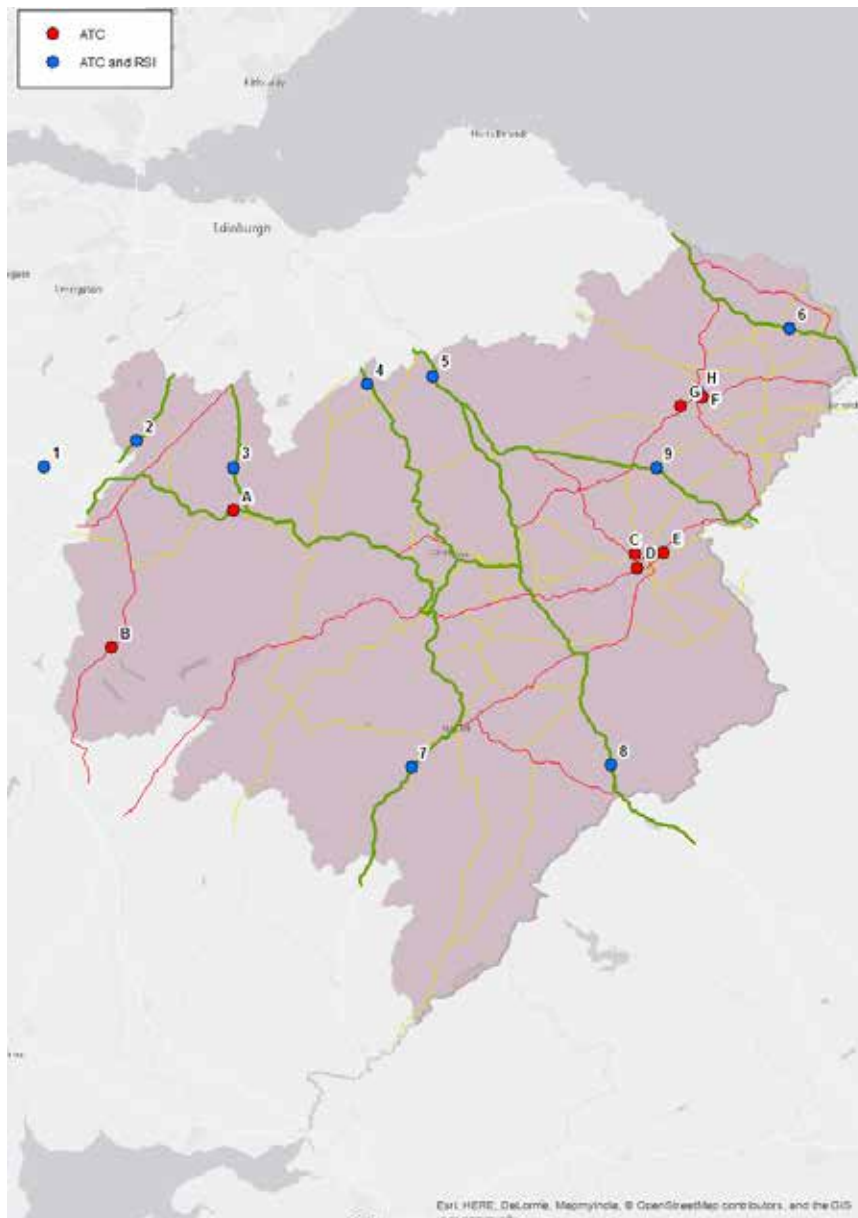 ATC
ATC and RSI
Edinburgh
4
5
6
H
G
F
2
1
3
9
A
C
D
E
B
7
8
Esri, HERE, DeLorme, MapmyIndia, © OpenStreetMap contributors, and the GIS